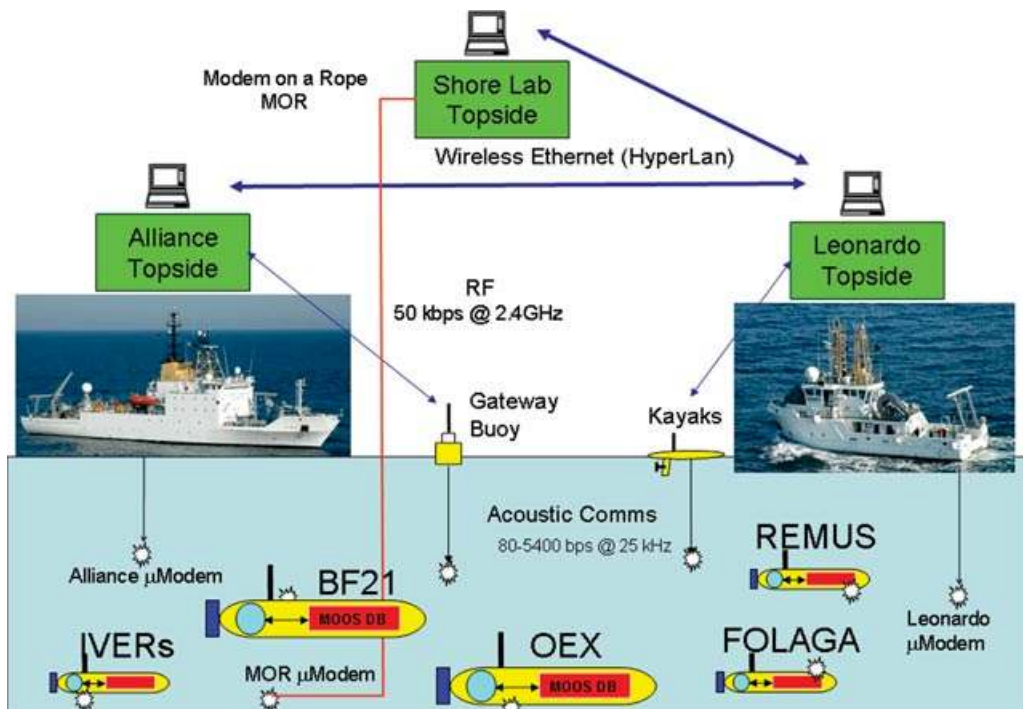 Modem on a Rope
MOR
Shore Lab
Topside
Wireless Ethernet (HyperLan)
Alliance
Topside
Leonardo
Topside
RF
50 kbps @ 2.4GHz
Gateway
Buoy
Kayaks
Acoustic Comms
80-5400 bps @ 25 kHz
REMUS
Alliance μModem
BF21
MOOS DB
Leonardo
μModem
IVERs
MOR μModem
OEX
MOOS DB
FOLAGA